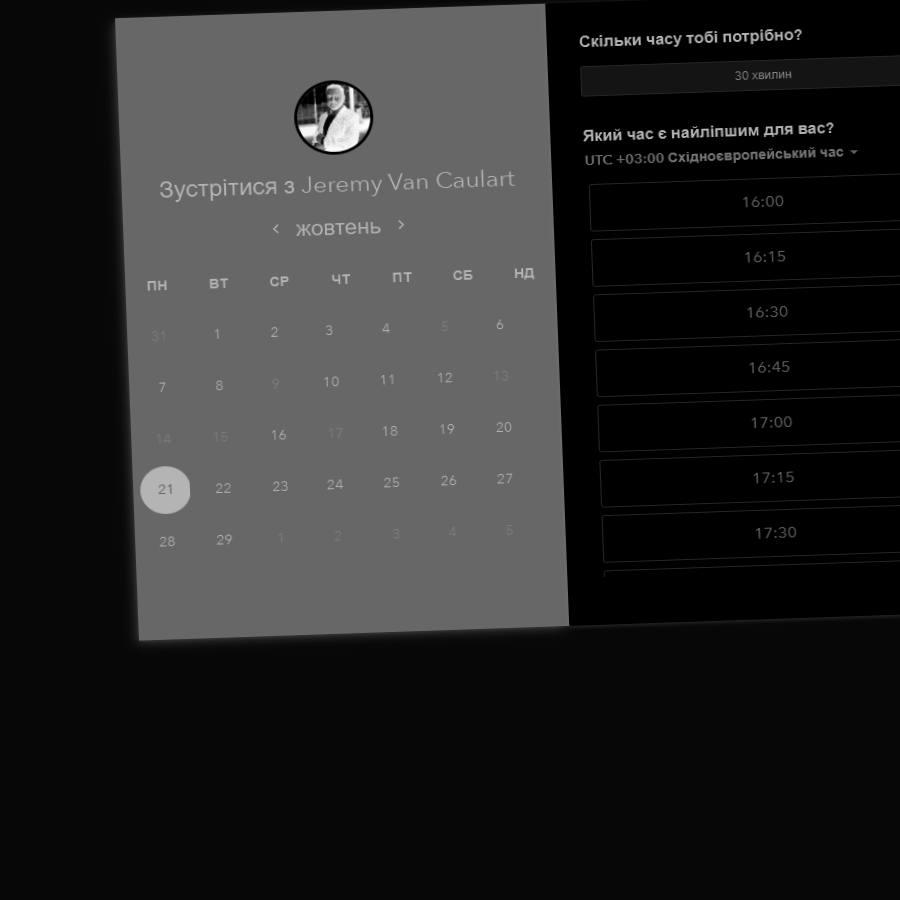 Зустрітися з Jeremy Van Caulart
жовтень
ПН ВТ СР ЧТ ПТ СБ НД
31 1 2 3 4 5 6
7 8 9 10 11 12 13
14 15 16 17 18 19 20
21 22 23 24 25 26 27
28 29 1 2 3 4 5
Скільки часу тобі потрібно?
30 хвилин
Який час є найліпшим для вас?
UTC +03:00 Східноєвропейський час
16:00
16:15
16:30
16:45
17:00
17:15
17:30